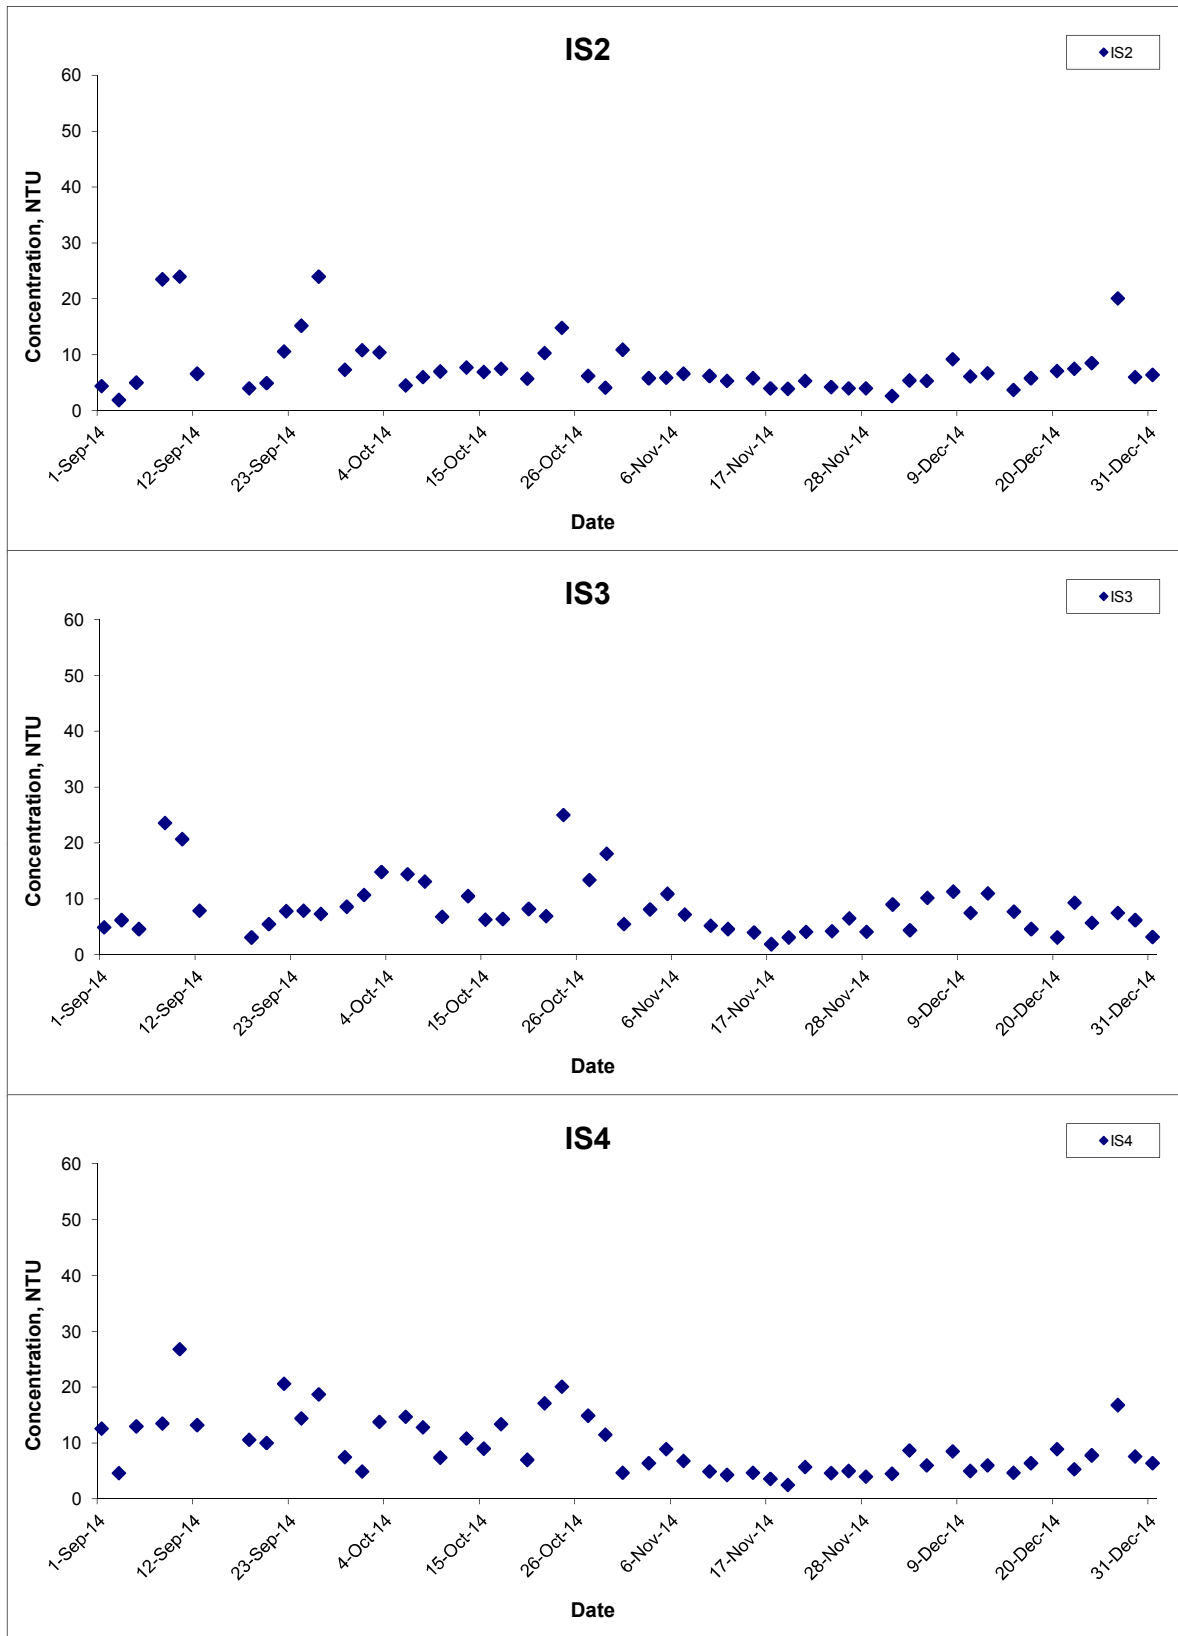 IS2
IS2
60
50
40
30
20
10
0
Concentration, NTU
1-Sep-14
12-Sep-14
23-Sep-14
4-Oct-14
15-Oct-14
26-Oct-14
6-Nov-14
17-Nov-14
28-Nov-14
9-Dec-14
20-Dec-14
31-Dec-14
Date
IS3
IS3
60
50
40
30
20
10
0
Concentration, NTU
1-Sep-14
12-Sep-14
23-Sep-14
4-Oct-14
15-Oct-14
26-Oct-14
6-Nov-14
17-Nov-14
28-Nov-14
9-Dec-14
20-Dec-14
31-Dec-14
Date
IS4
IS4
60
50
40
30
20
10
0
Concentration, NTU
1-Sep-14
12-Sep-14
23-Sep-14
4-Oct-14
15-Oct-14
26-Oct-14
6-Nov-14
17-Nov-14
28-Nov-14
9-Dec-14
20-Dec-14
31-Dec-14
Date